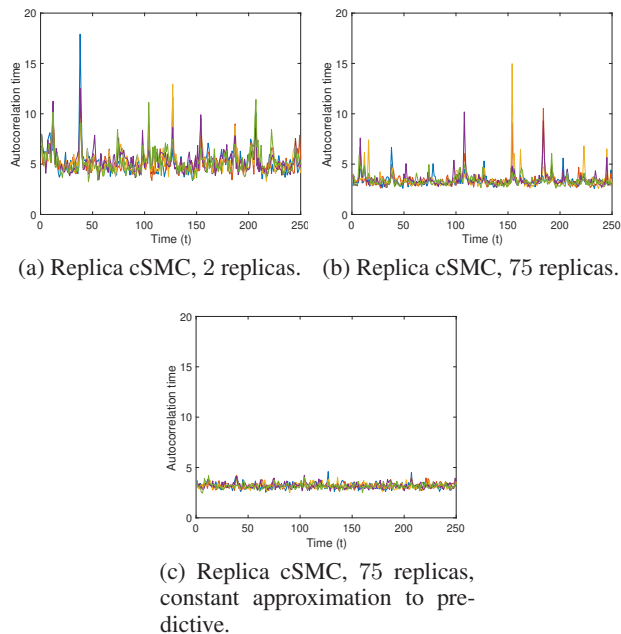 20
15
10
5
0
Autocorrelation time
0 50 100 150 200 250
Time (t)
(a) Replica cSMC, 2 replicas.
20
15
10
5
0
Autocorrelation time
0 50 100 150 200 250
Time (t)
(b) Replica cSMC, 75 replicas.
20
15
10
5
0
Autocorrelation time
0 50 100 150 200 250
Time (t)
(c) Replica cSMC, 75 replicas,
constant approximation to pre-
dictive.